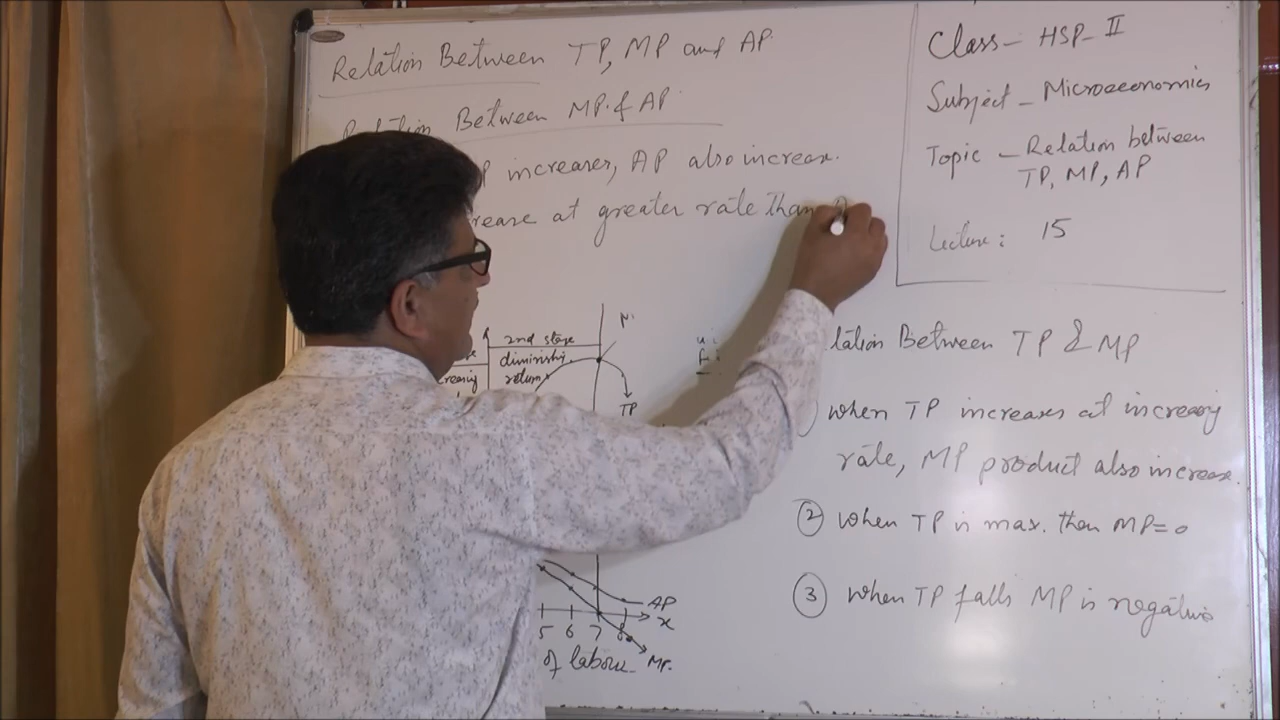 Relation Between TP, MP and AP.
Relation Between MP & AP.
P increases, AP also increase.
rease at greater rate than
2nd stage
diminishing
return
TP
AP
x
5 6 7 8
of labour
MP.
Class - HSP - II
Subject - Microeconomics
Topic - Relation between
TP, MP, AP
Lecture: 15
lation Between TP & MP
when TP increases at increasing
rate, MP product also increase.
② when TP is max. then MP=0
③ when TP falls MP is negative